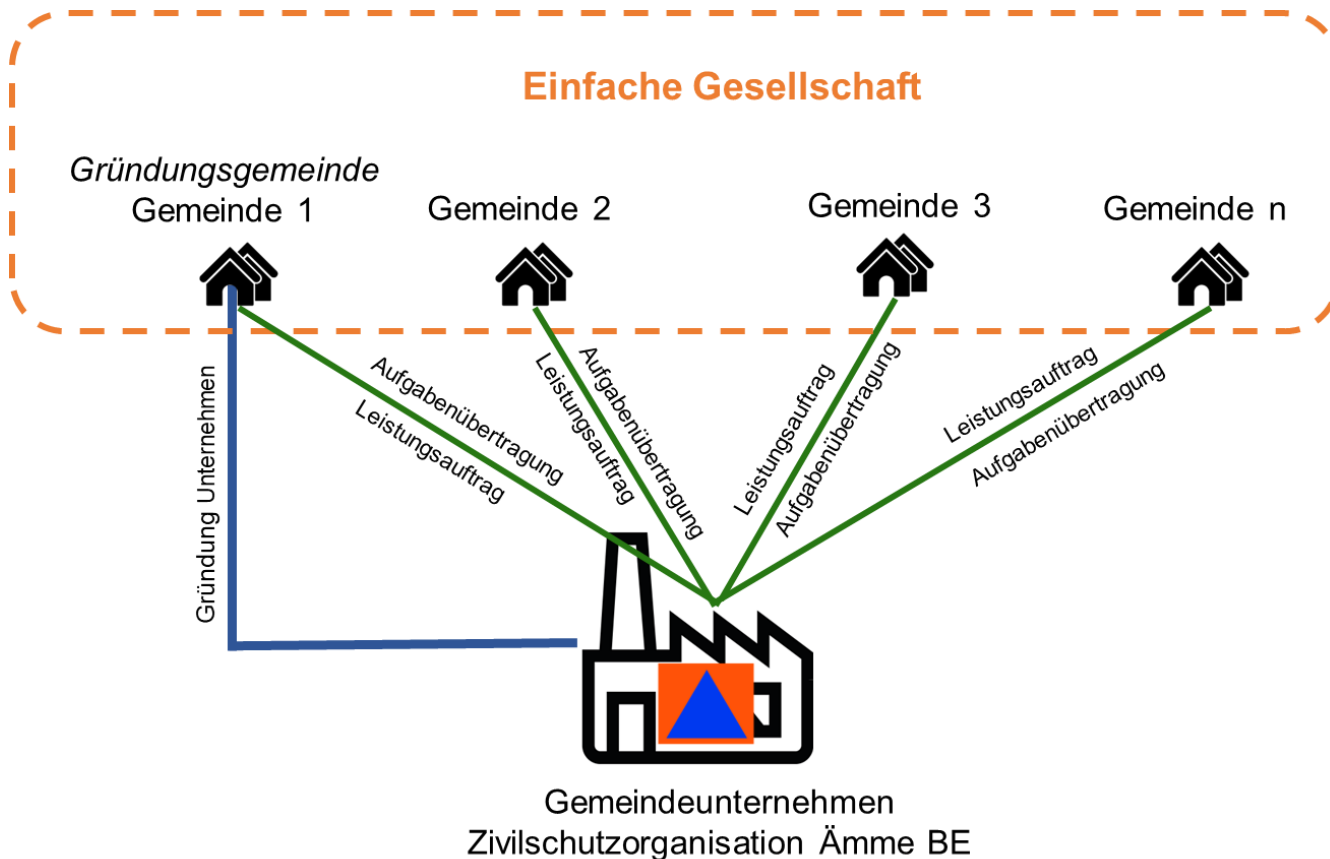 Einfache Gesellschaft
Gründungsgemeinde
Gemeinde 1
Gemeinde 2
Gemeinde 3
Gemeinde n
Gründung Unternehmen
Aufgabenübertragung
Leistungsauftrag
Aufgabenübertragung
Leistungsauftrag
Leistungsauftrag
Aufgabenübertragung
Leistungsauftrag
Aufgabenübertragung
Gemeindeunternehmen
Zivilschutzorganisation Ämme BE